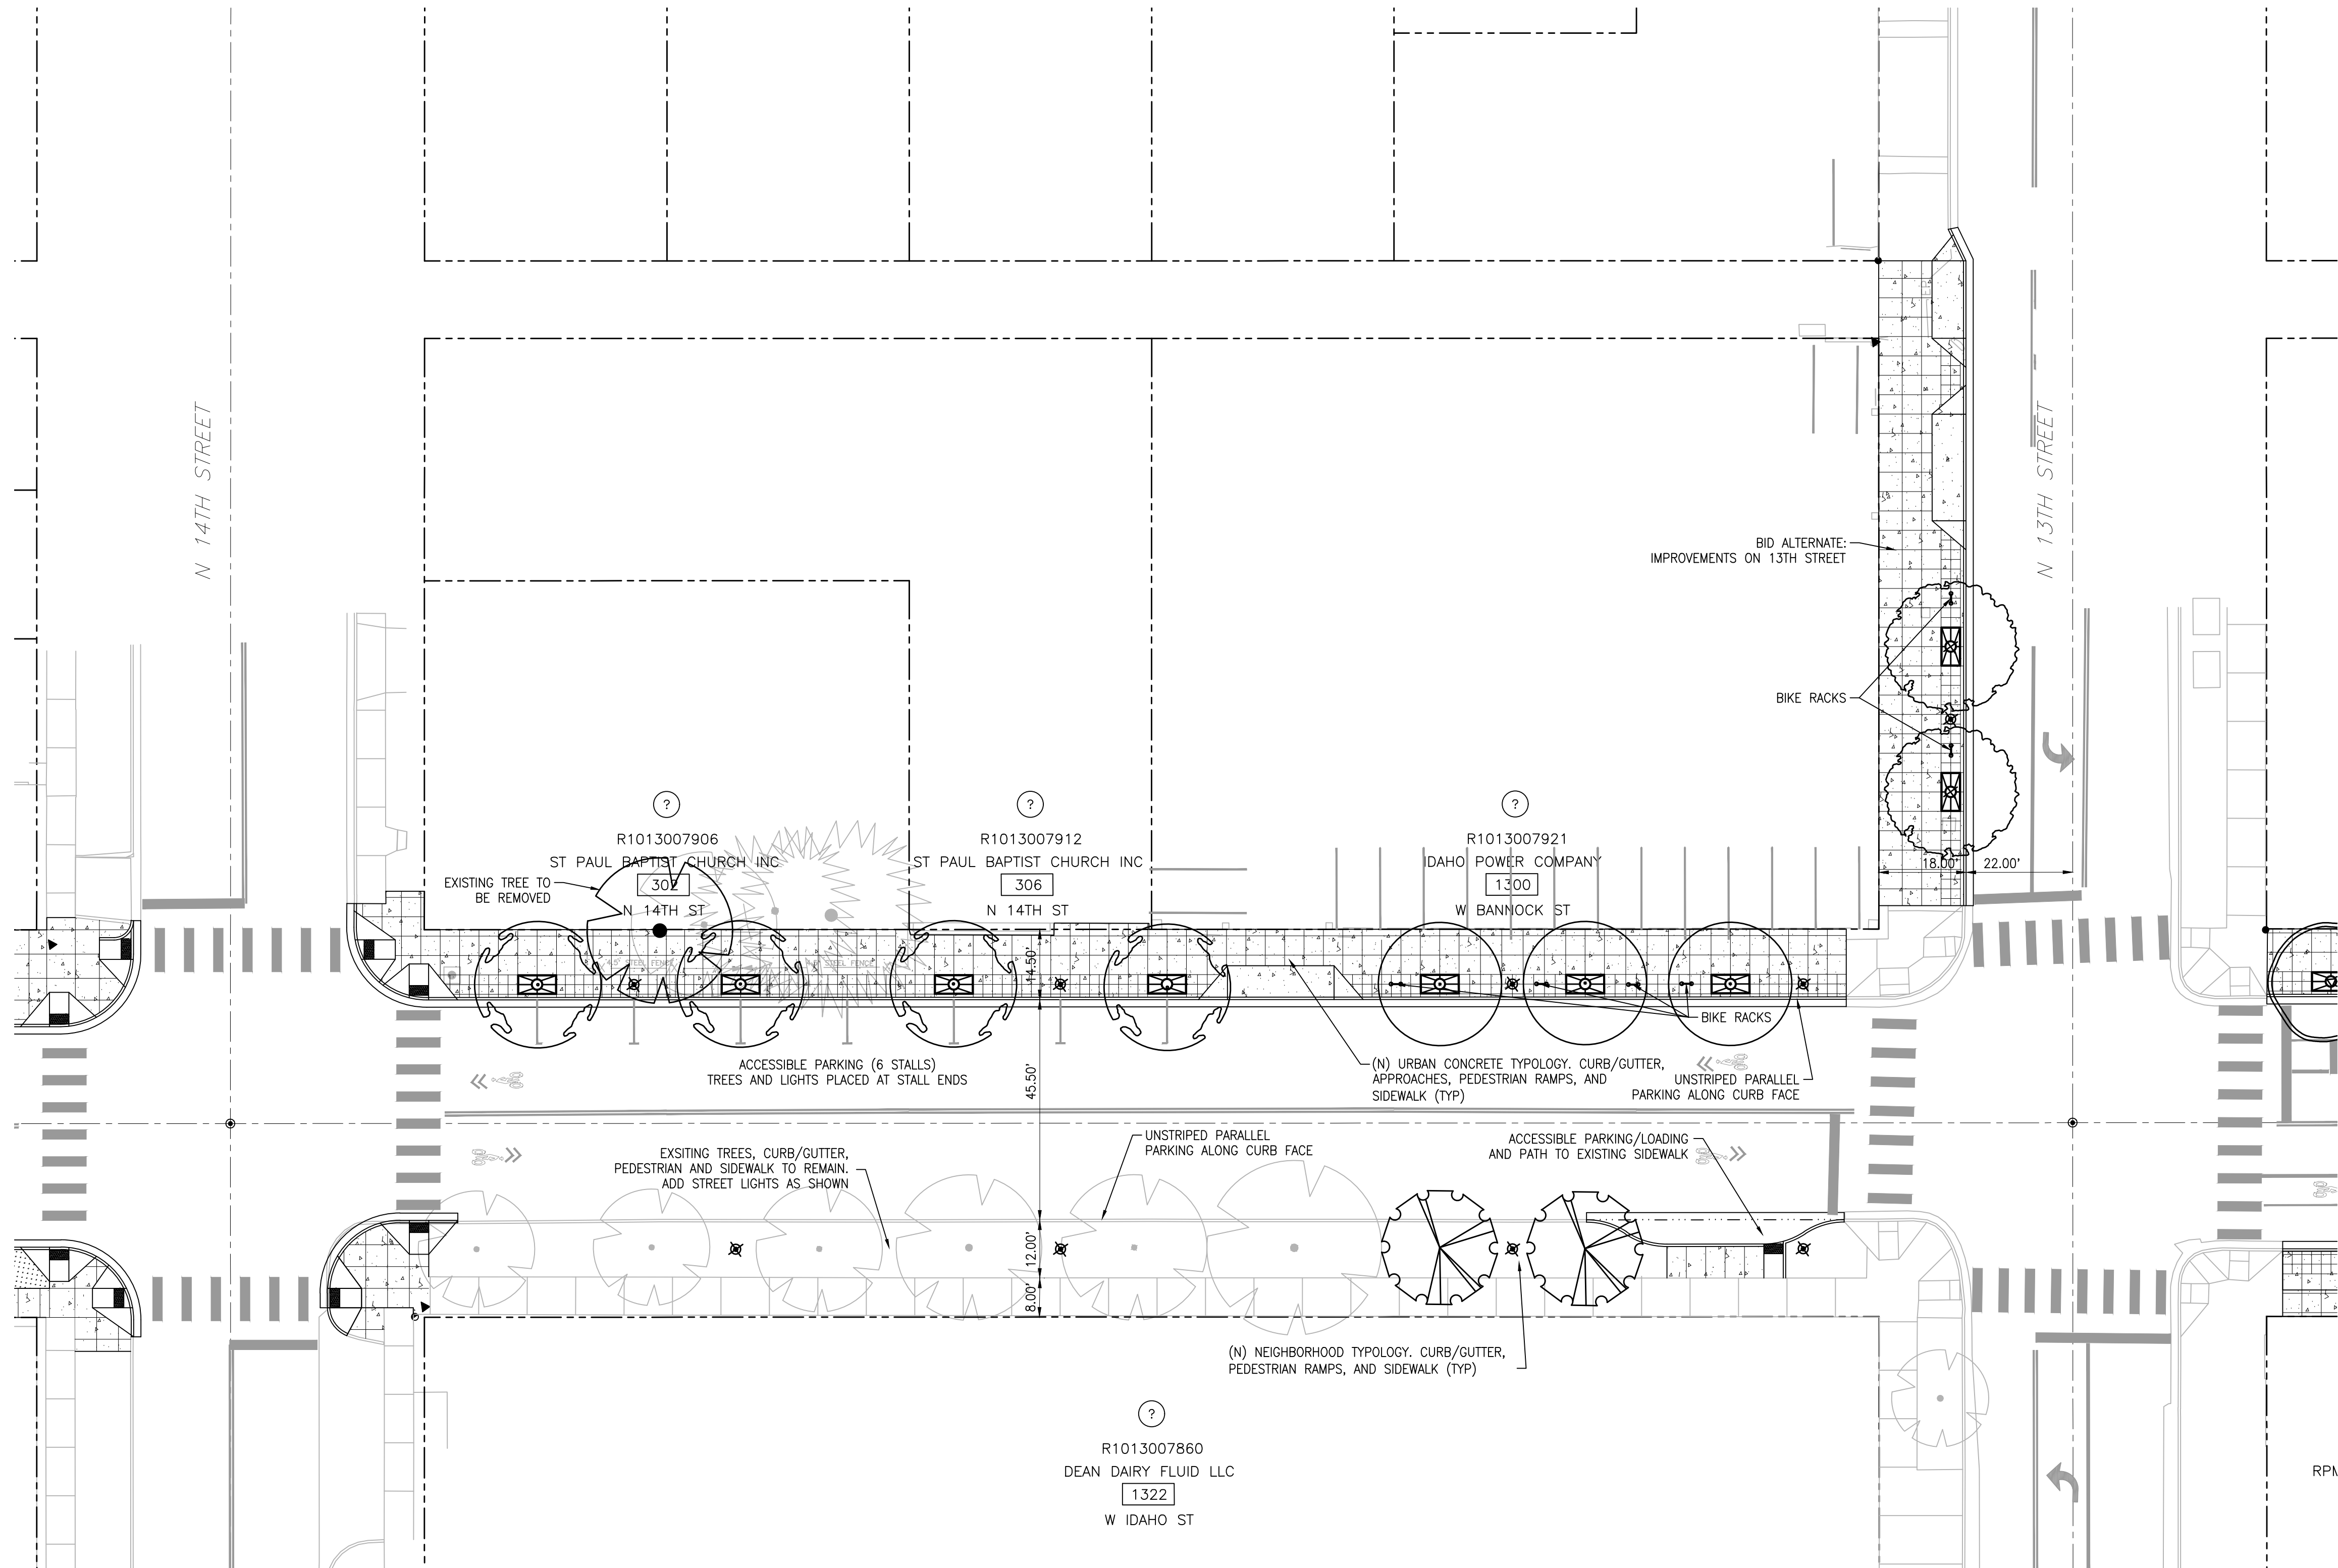 N 14TH STREET
N 13TH STREET
BID ALTERNATE:
IMPROVEMENTS ON 13TH STREET
BIKE RACKS
?
R1013007906
ST PAUL BAPTIST CHURCH INC
302
N 14TH ST
?
R1013007912
ST PAUL BAPTIST CHURCH INC
306
N 14TH ST
?
R1013007921
IDAHO POWER COMPANY
1300
W BANNOCK ST
18.00'
22.00'
EXISTING TREE TO
BE REMOVED
4.5' STEEL FENCE
STEEL FENCE
14.50'
BIKE RACKS
ACCESSIBLE PARKING (6 STALLS)
TREES AND LIGHTS PLACED AT STALL ENDS
45.50'
(N) URBAN CONCRETE TYPOLOGY. CURB/GUTTER,
APPROACHES, PEDESTRIAN RAMPS, AND
SIDEWALK (TYP)
UNSTRIPED PARALLEL
PARKING ALONG CURB FACE
EXSITING TREES, CURB/GUTTER,
PEDESTRIAN AND SIDEWALK TO REMAIN.
ADD STREET LIGHTS AS SHOWN
UNSTRIPED PARALLEL
PARKING ALONG CURB FACE
ACCESSIBLE PARKING/LOADING
AND PATH TO EXISTING SIDEWALK
12.00'
8.00'
(N) NEIGHBORHOOD TYPOLOGY. CURB/GUTTER,
PEDESTRIAN RAMPS, AND SIDEWALK (TYP)
?
R1013007860
DEAN DAIRY FLUID LLC
1322
W IDAHO ST